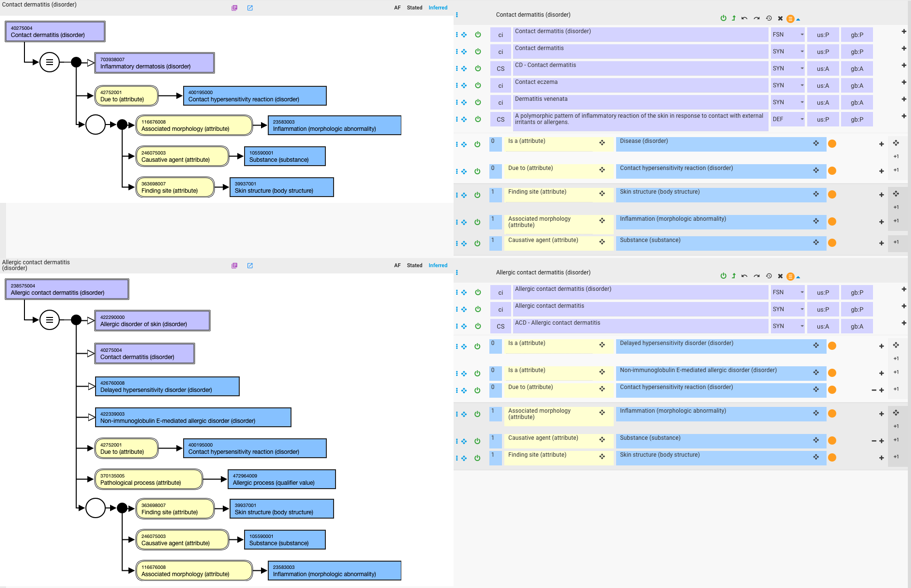 Contact dermatitis (disorder)
AF Stated Inferred
40275004
Contact dermatitis (disorder)
703938007
Inflammatory dermatosis (disorder)
42752001
Due to (attribute)
400195000
Contact hypersensitivity reaction (disorder)
116676008
Associated morphology (attribute)
23583003
Inflammation (morphologic abnormality)
246075003
Causative agent (attribute)
105590001
Substance (substance)
363698007
Finding site (attribute)
39937001
Skin structure (body structure)
Contact dermatitis (disorder)
ci Contact dermatitis (disorder) FSN us:P gb:P
ci Contact dermatitis SYN us:P gb:P
CS CD - Contact dermatitis SYN us:A gb:A
ci Contact eczema SYN us:A gb:A
ci Dermatitis venenata SYN us:A gb:A
CS A polymorphic pattern of inflammatory reaction of the skin in response to contact with external
irritants or allergens. DEF us:P gb:P
0 Is a (attribute) Disease (disorder)
+1
0 Due to (attribute) Contact hypersensitivity reaction (disorder)
+1
1 Finding site (attribute) Skin structure (body structure)
+1
1 Associated morphology
(attribute) Inflammation (morphologic abnormality)
+1
1 Causative agent (attribute) Substance (substance)
+1
Allergic contact dermatitis
(disorder)
AF Stated Inferred
238575004
Allergic contact dermatitis (disorder)
422290000
Allergic disorder of skin (disorder)
40275004
Contact dermatitis (disorder)
426760008
Delayed hypersensitivity disorder (disorder)
422339003
Non-immunoglobulin E-mediated allergic disorder (disorder)
42752001
Due to (attribute)
400195000
Contact hypersensitivity reaction (disorder)
370135005
Pathological process (attribute)
472964009
Allergic process (qualifier value)
363698007
Finding site (attribute)
39937001
Skin structure (body structure)
246075003
Causative agent (attribute)
105590001
Substance (substance)
116676008
Associated morphology (attribute)
23583003
Inflammation (morphologic abnormality)
Allergic contact dermatitis (disorder)
ci Allergic contact dermatitis (disorder) FSN us:P gb:P
ci Allergic contact dermatitis SYN us:P gb:P
CS ACD - Allergic contact dermatitis SYN us:A gb:A
0 Is a (attribute) Delayed hypersensitivity disorder (disorder)
+1
0 Is a (attribute) Non-immunoglobulin E-mediated allergic disorder (disorder)
+1
0 Due to (attribute) Contact hypersensitivity reaction (disorder)
+1
1 Associated morphology
(attribute) Inflammation (morphologic abnormality)
+1
1 Causative agent (attribute) Substance (substance)
+1
1 Finding site (attribute) Skin structure (body structure)
+1